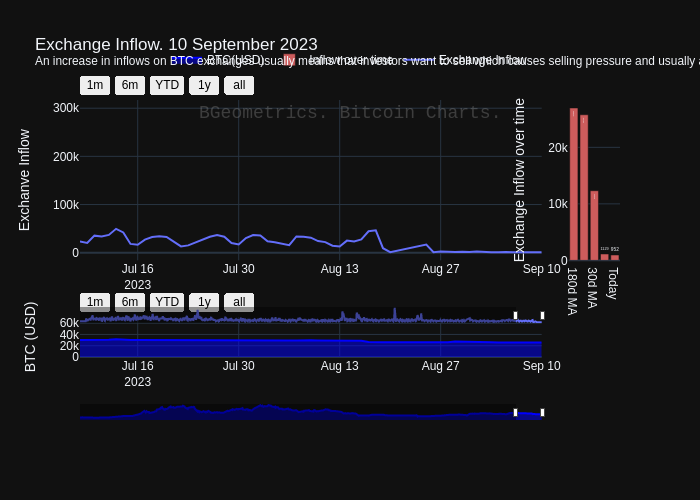 Exchange Inflow. 10 September 2023
An increase in inflows on BTC exchanges usually means that investors want to sell which causes selling pressure and usually a
BTC(USD) Inflow over time Exchange Inflow
1m 6m YTD 1y all
BGeometrics. Bitcoin Charts.
Exchanve Inflow
300k
200k
100k
0
Jul 16 Jul 30 Aug 13 Aug 27 Sep 10
2023
Exchange Inflow over time
20k
10k
0
952
180d MA 30d MA Today
1m 6m YTD 1y all
BTC (USD)
60k
40k
20k
0
Jul 16 Jul 30 Aug 13 Aug 27 Sep 10
2023